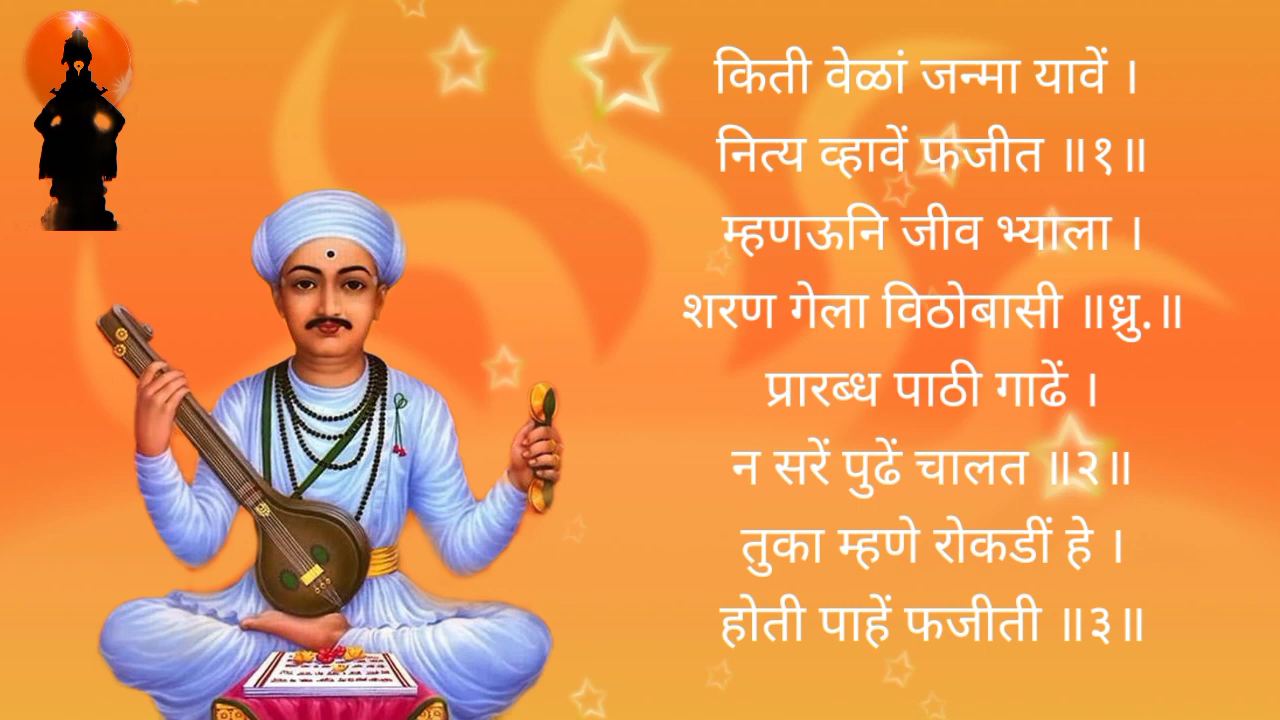 किती वेळां जन्मा यावें ।
नित्य व्हावें फजीत ॥१॥
म्हणऊनि जीव भ्याला ।
शरण गेला विठोबासी ॥ध्रु.॥
प्रारब्ध पाठी गाढें ।
न सरें पुढें चालत ॥२॥
तुका म्हणे रोकडीं हे ।
होती पाहें फजीती ॥३॥